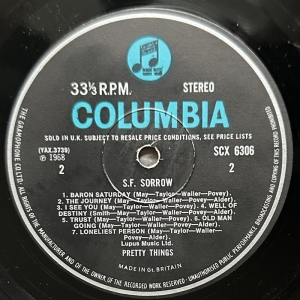 33⅓ R.P.M. STEREO
COLUMBIA
SOLD IN U.K. SUBJECT TO RESALE PRICE CONDITIONS, SEE PRICE LISTS
(YAX.3739) SCX 6306
℗ 1968
2 2
S.F. SORROW
1. BARON SATURDAY (May—Taylor—Waller—Povey).
2. THE JOURNEY (May—Taylor—Waller—Povey—Alder).
3. I SEE YOU (May—Taylor—Waller—Povey). 4. WELL OF
DESTINY (Smith—May—Taylor—Waller—Povey—Alder).
5. TRUST (May—Taylor—Waller—Povey). 6. OLD MAN
GOING (May—Taylor—Waller—Povey—Alder).
7. LONELIEST PERSON (May—Taylor—Waller—Povey—
Alder)
Lupus Music Ltd.
PRETTY THINGS
MADE IN GT. BRITAIN
THE GRAMOPHONE CO. LTD. ALL RIGHTS OF THE MANUFACTURER AND OF THE OWNER OF THE RECORDED WORK RESERVED. UNAUTHORISED PUBLIC PERFORMANCE BROADCASTING AND COPYING OF THIS RECORD PROHIBITED